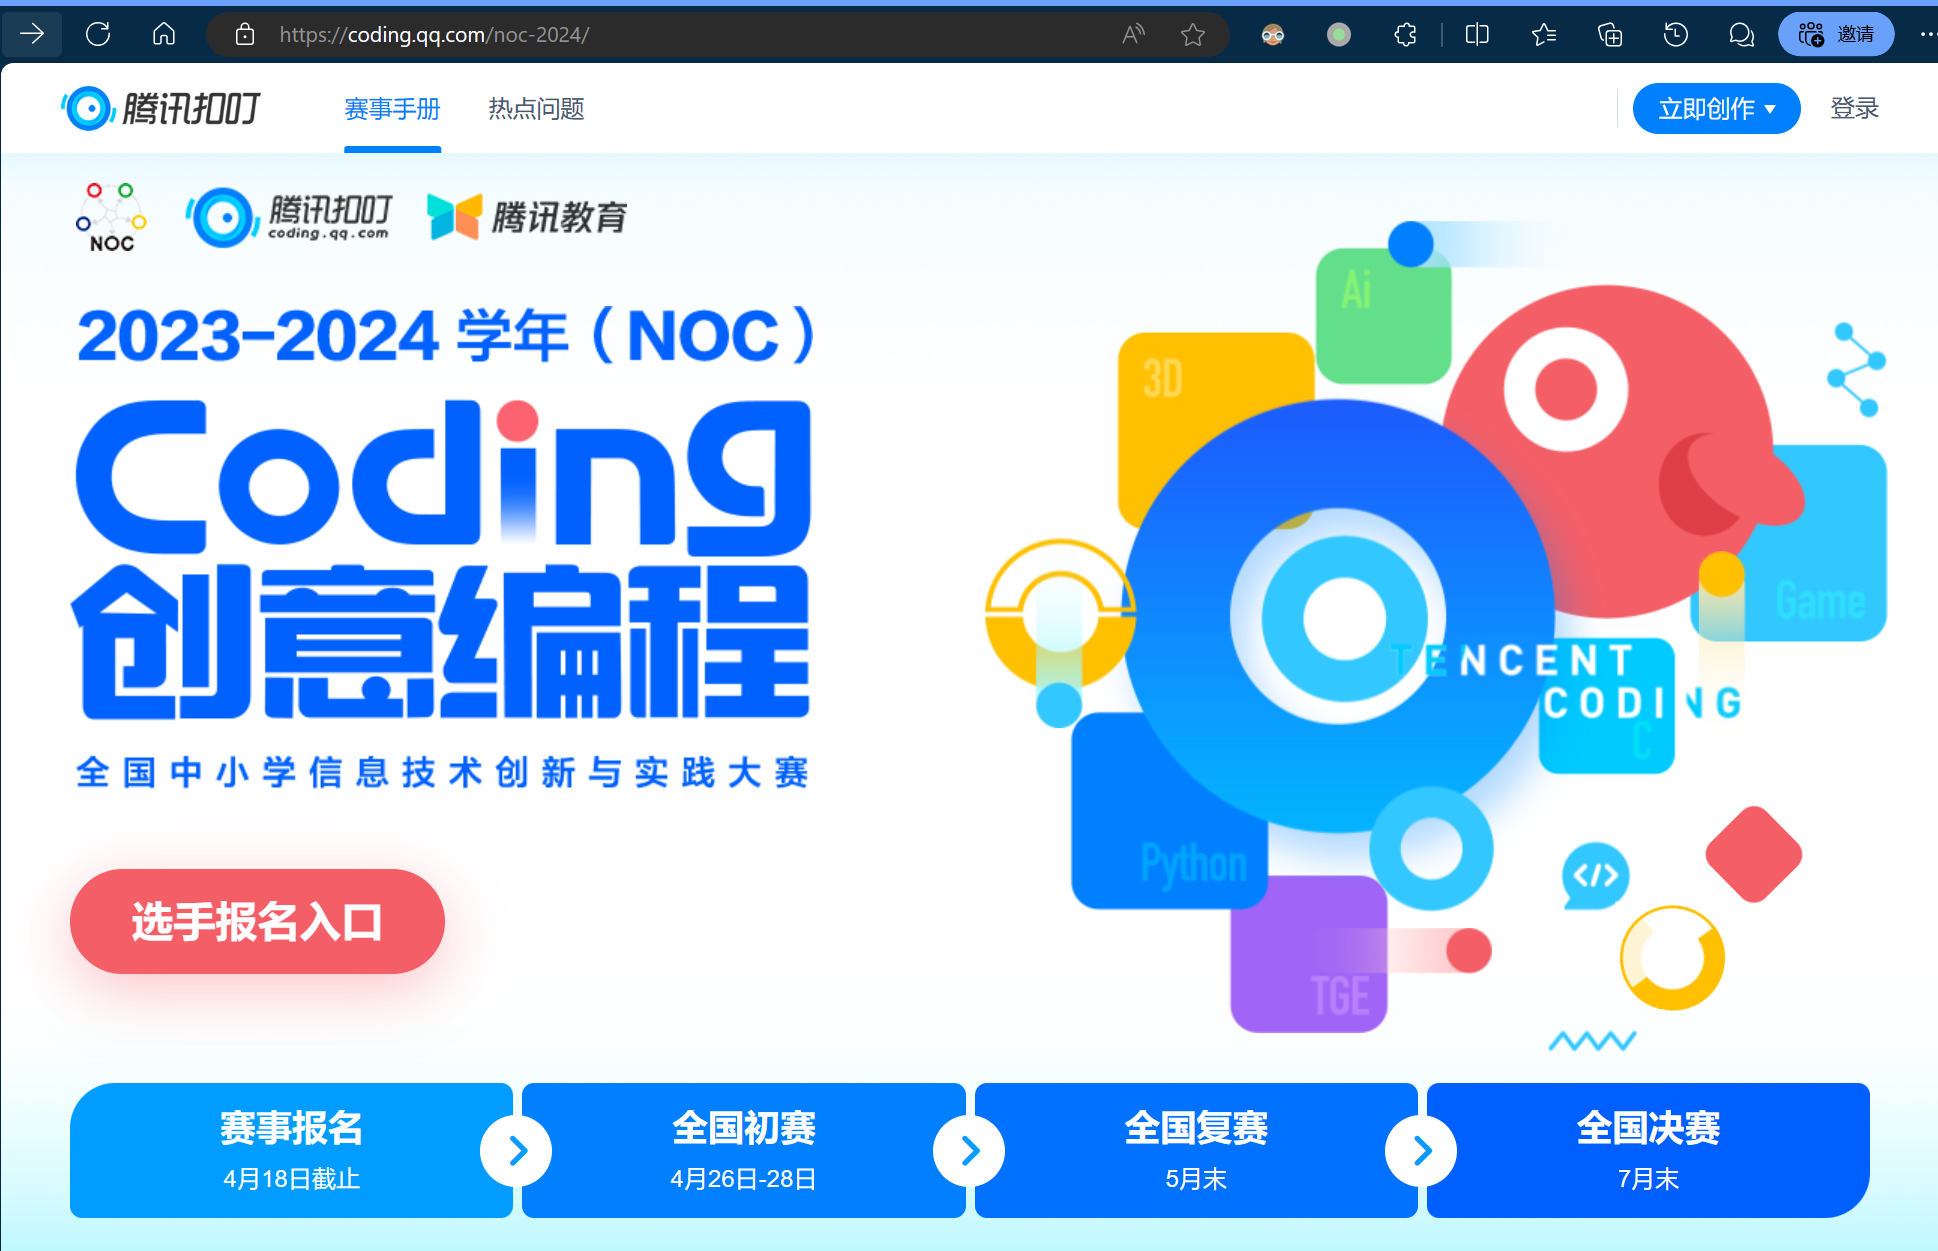 https://coding.qq.com/noc-2024/
邀请
腾讯扣叮
赛事手册
热点问题
立即创作
登录
NOC
腾讯扣叮
coding.qq.com
腾讯教育
2023-2024 学年（NOC）
Coding
创意编程
全国中小学信息技术创新与实践大赛
选手报名入口
Ai
3D
Game
TENCENT
CODING
C
Python
</>
TGE
赛事报名
4月18日截止
全国初赛
4月26日-28日
全国复赛
5月末
全国决赛
7月末